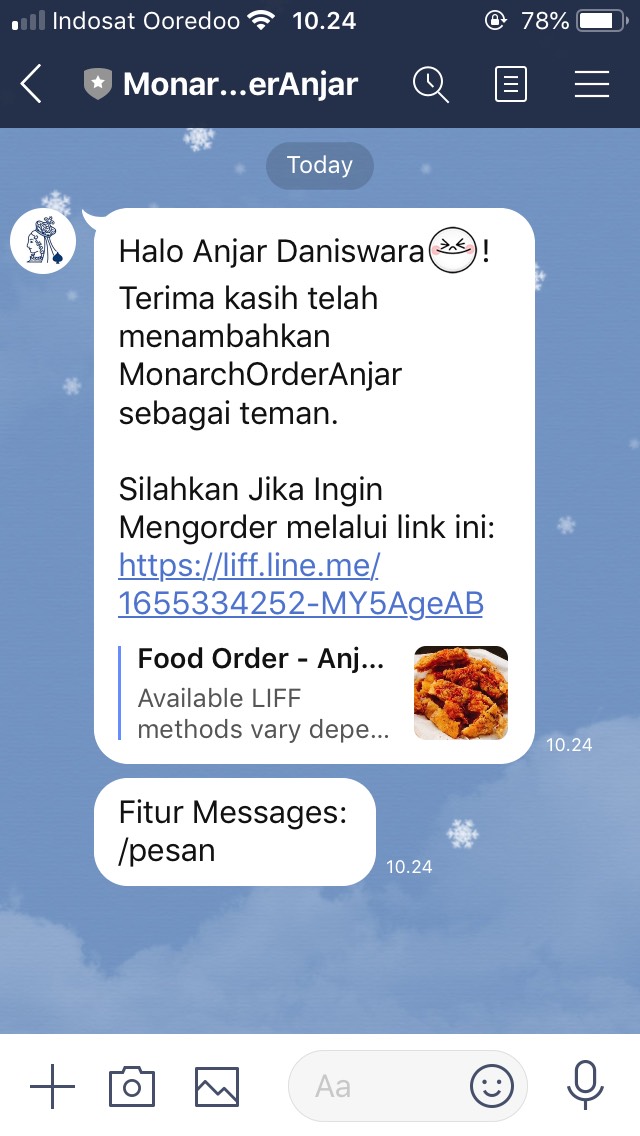 Indosat Ooredoo 10.24 78%
Monar...erAnjar
Today
Halo Anjar Daniswara !
Terima kasih telah
menambahkan
MonarchOrderAnjar
sebagai teman.
Silahkan Jika Ingin
Mengorder melalui link ini:
https://liff.line.me/
1655334252-MY5AgeAB
Food Order - Anj...
Available LIFF
methods vary depe...
10.24
Fitur Messages:
/pesan
10.24
Aa